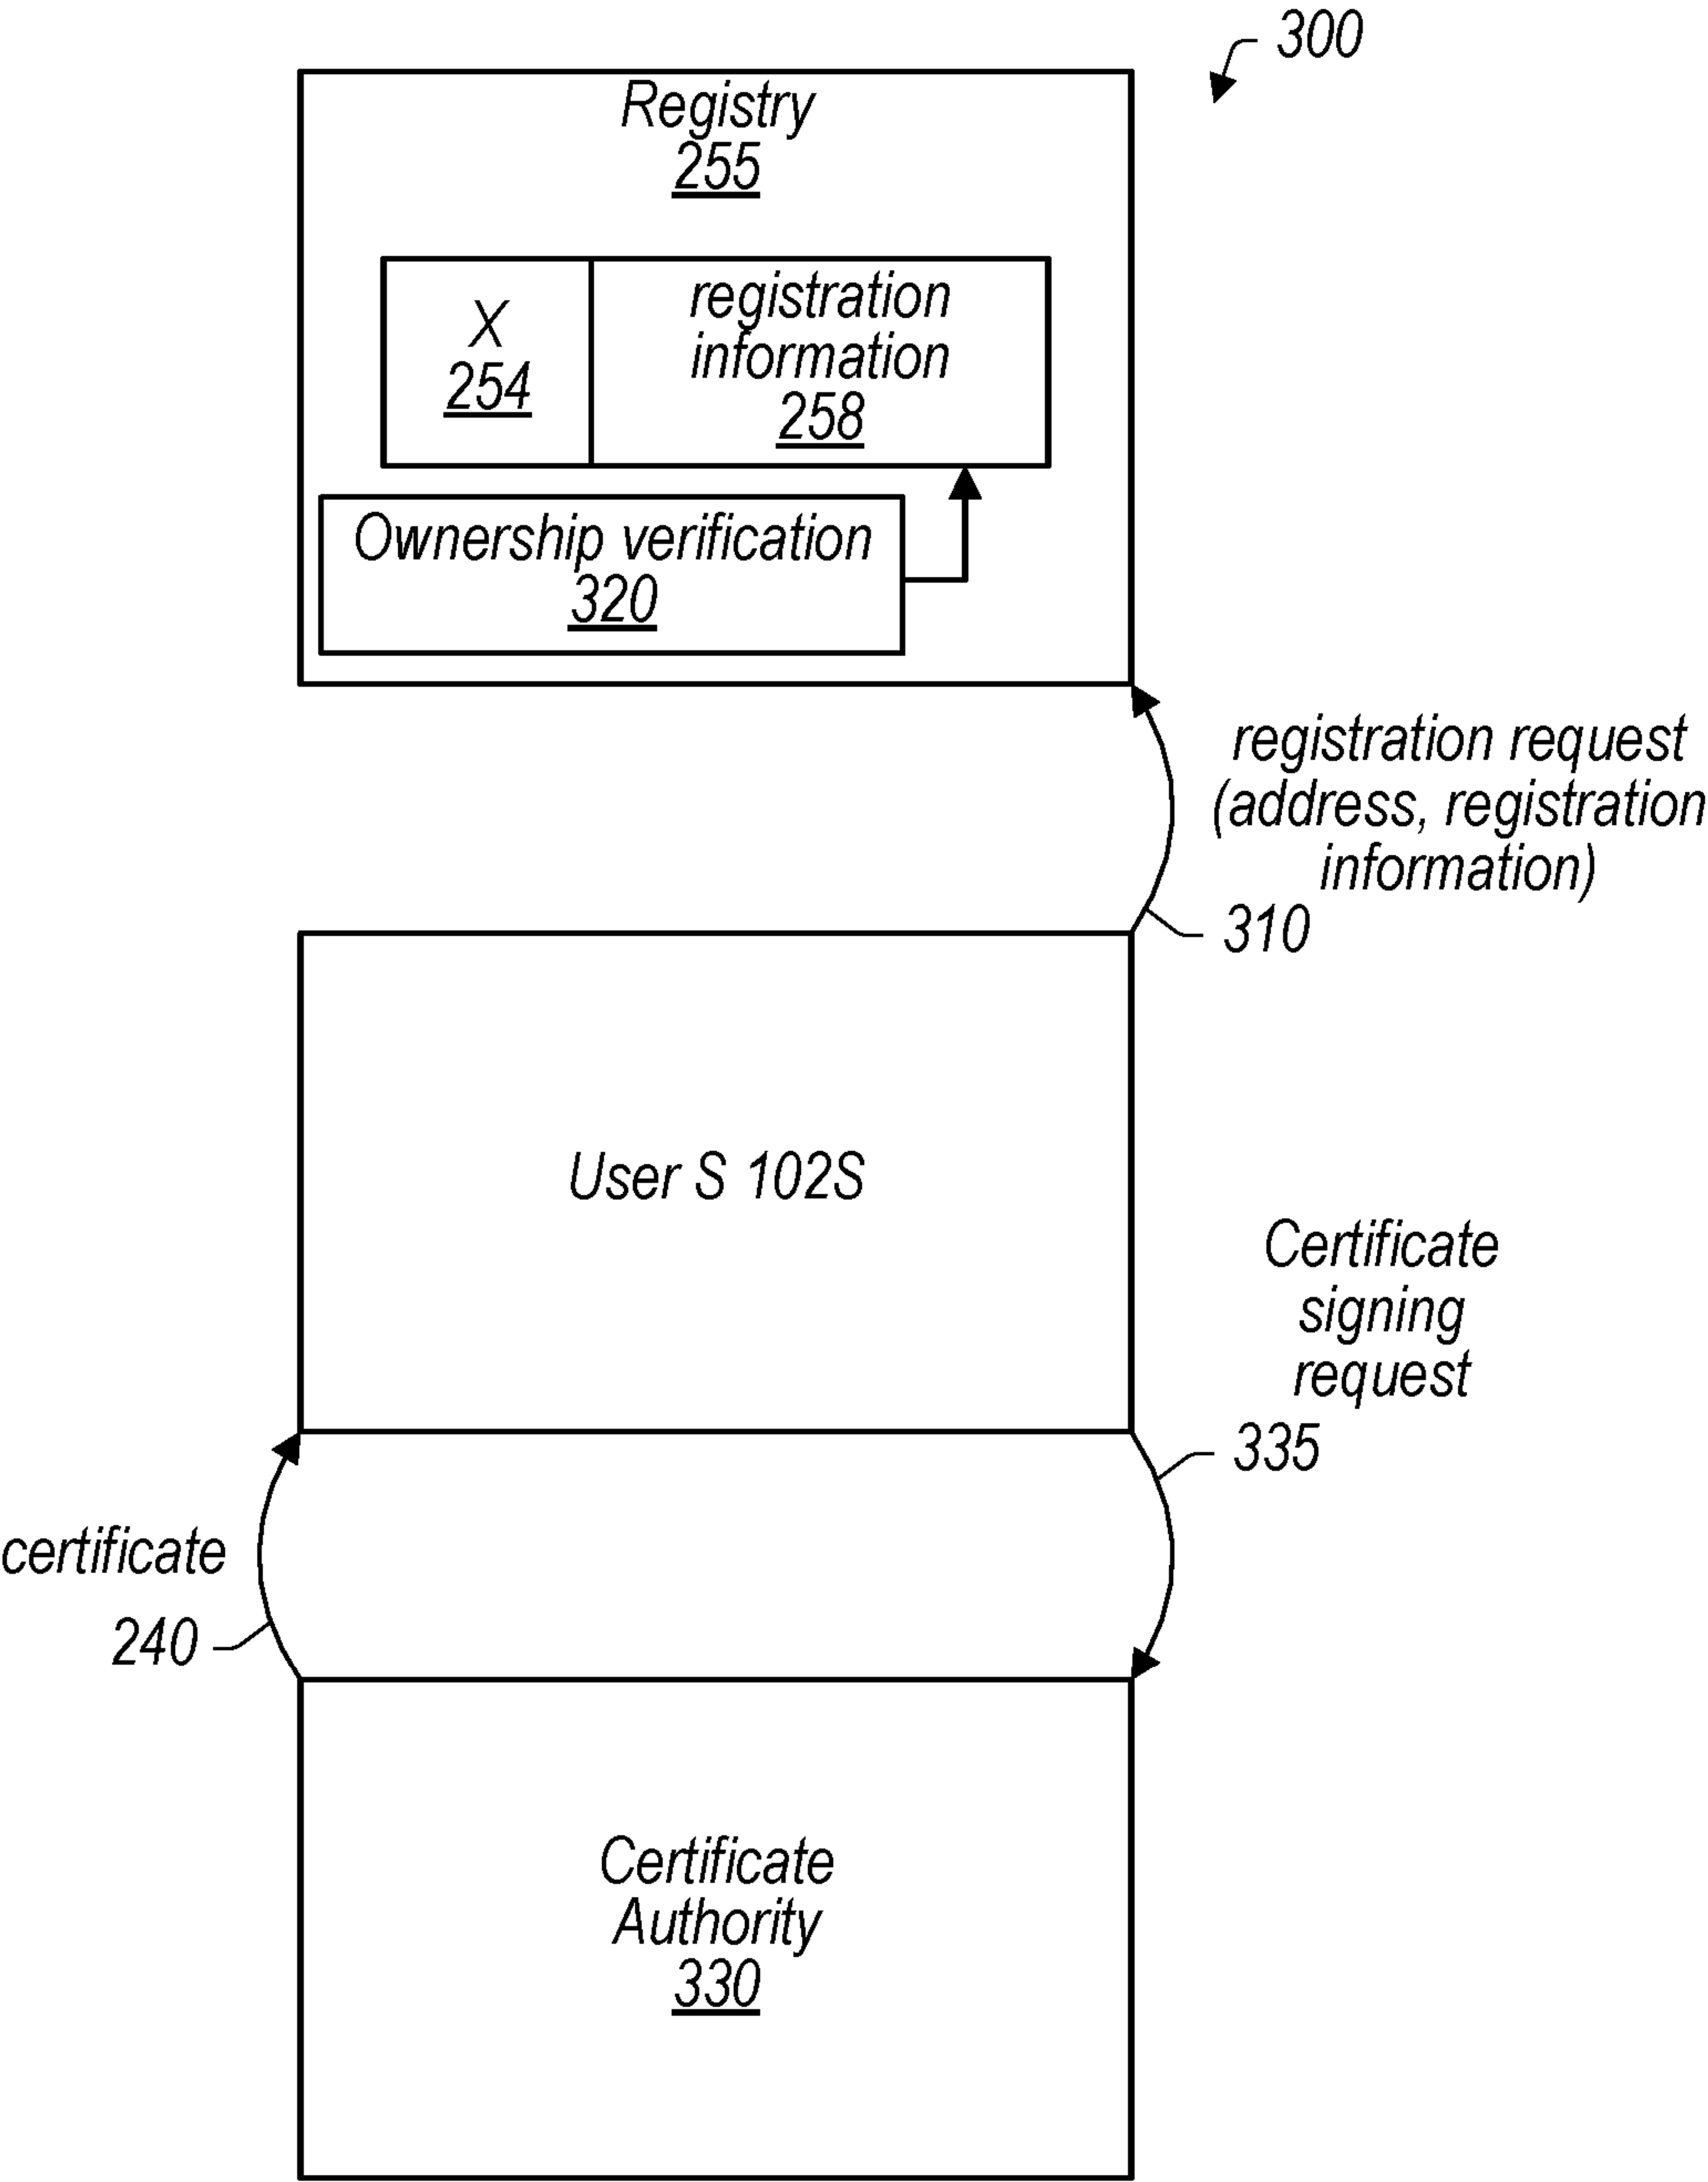 300
Registry
255
X
254
registration
information
258
Ownership verification
320
registration request
(address, registration
information)
310
User S 102S
Certificate
signing
request
335
certificate
240
Certificate
Authority
330